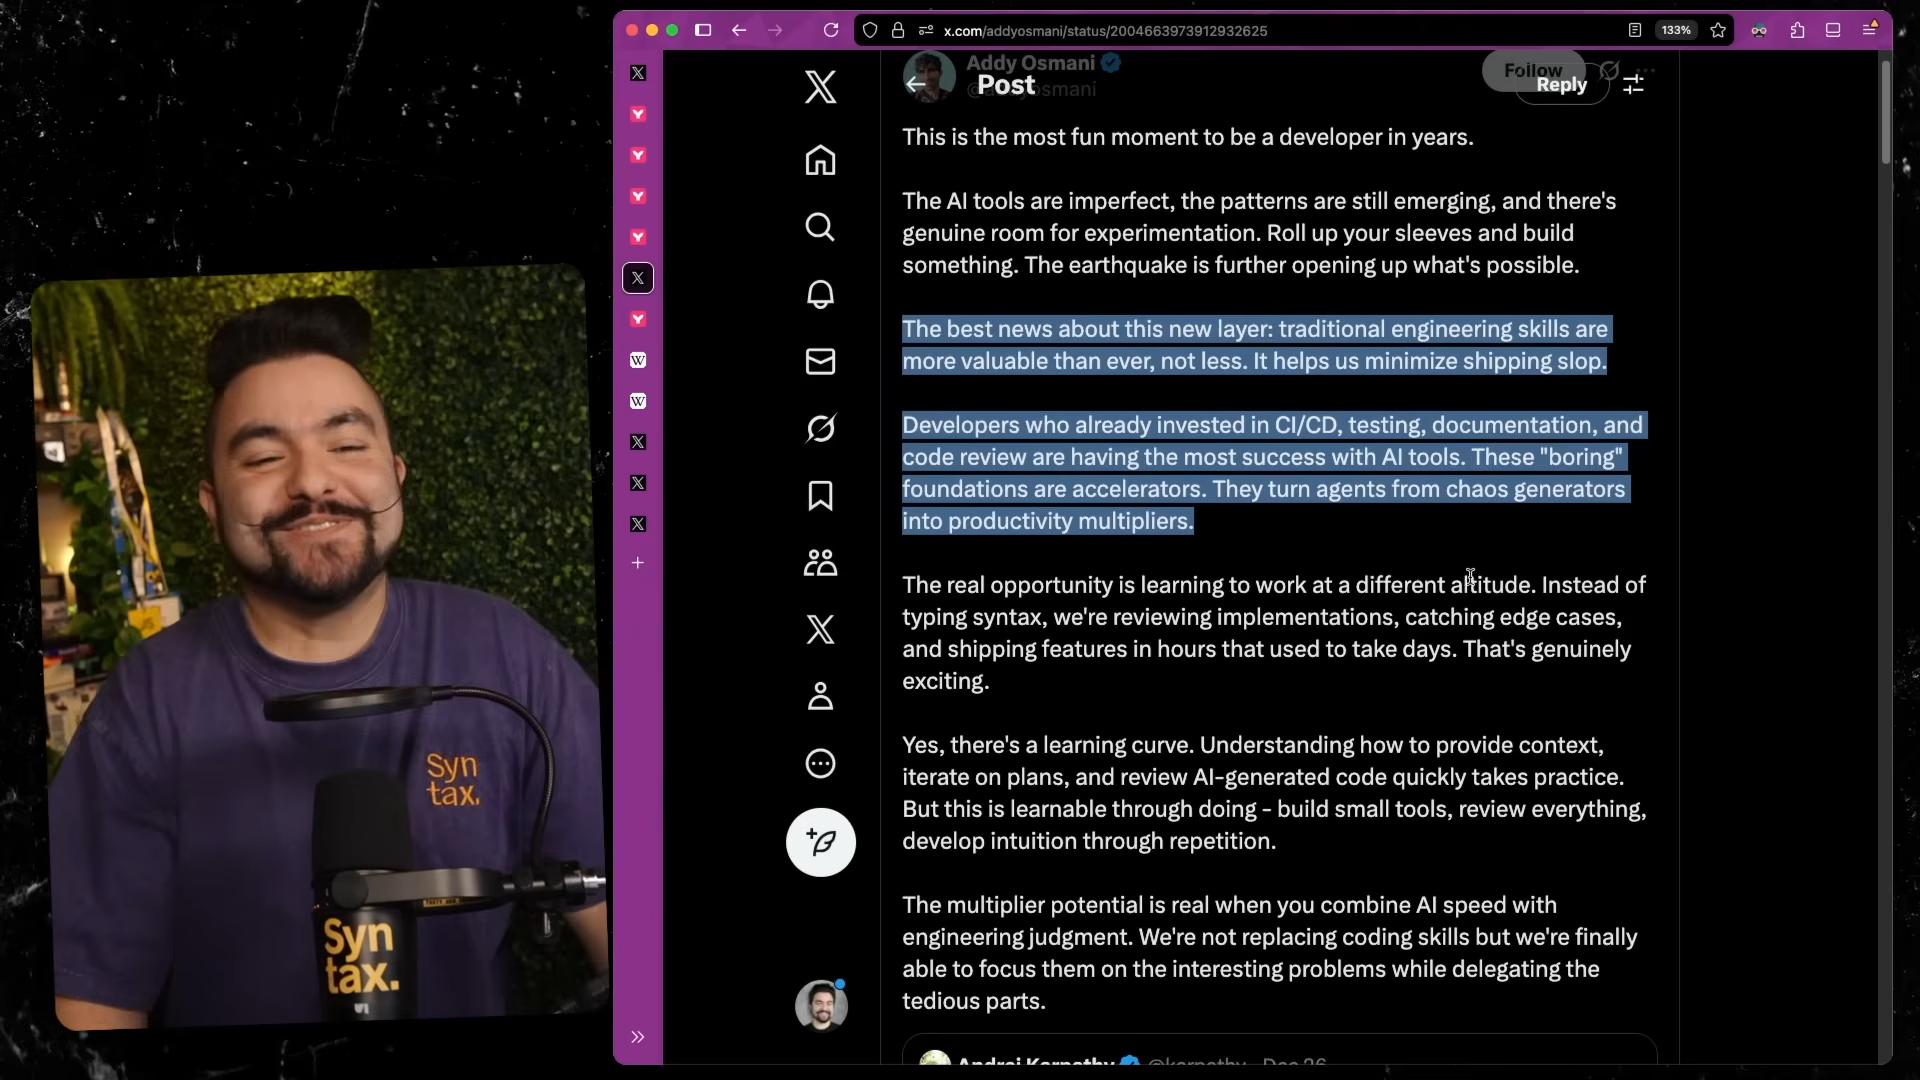 x.com/addyosmani/status/2004663973912932625
133%
Addy Osmani
@addyosmani
Post
Follow
Reply
This is the most fun moment to be a developer in years.
The AI tools are imperfect, the patterns are still emerging, and there's
genuine room for experimentation. Roll up your sleeves and build
something. The earthquake is further opening up what's possible.
The best news about this new layer: traditional engineering skills are
more valuable than ever, not less. It helps us minimize shipping slop.
Developers who already invested in CI/CD, testing, documentation, and
code review are having the most success with AI tools. These "boring"
foundations are accelerators. They turn agents from chaos generators
into productivity multipliers.
The real opportunity is learning to work at a different altitude. Instead of
typing syntax, we're reviewing implementations, catching edge cases,
and shipping features in hours that used to take days. That's genuinely
exciting.
Yes, there's a learning curve. Understanding how to provide context,
iterate on plans, and review AI-generated code quickly takes practice.
But this is learnable through doing - build small tools, review everything,
develop intuition through repetition.
The multiplier potential is real when you combine AI speed with
engineering judgment. We're not replacing coding skills but we're finally
able to focus them on the interesting problems while delegating the
tedious parts.
Andrej Karpathy @karpathy · Dec 26
Syn
tax.
Syn
tax.